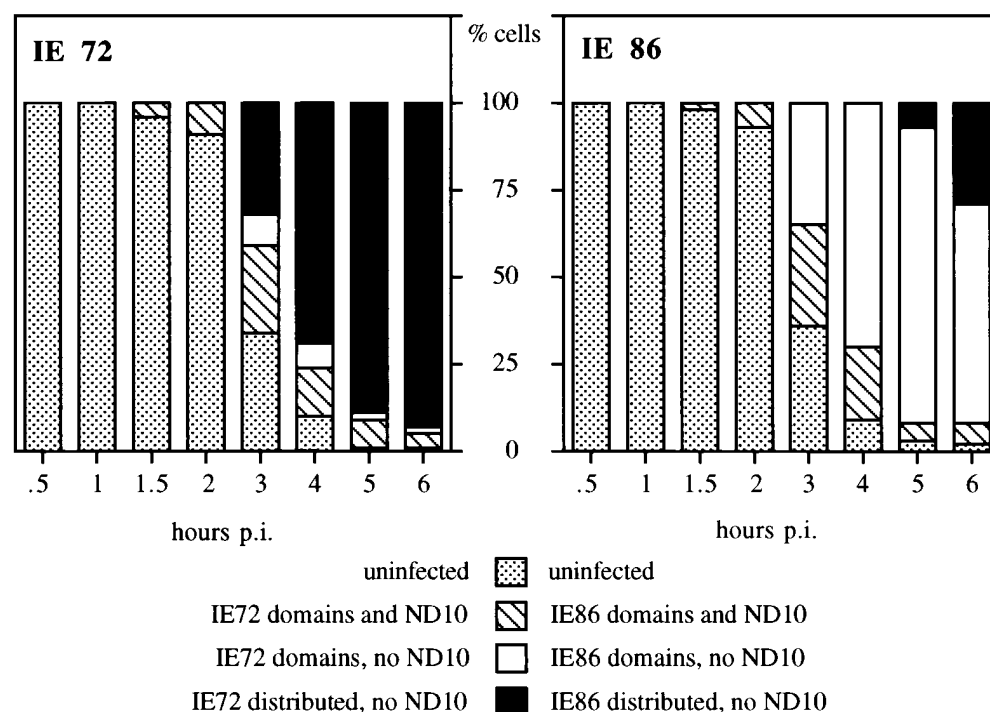 IE 72
% cells
IE 86
100
75
50
25
0
.5 1 1.5 2 3 4 5 6
.5 1 1.5 2 3 4 5 6
hours p.i.
hours p.i.
uninfected
uninfected
IE72 domains and ND10
IE86 domains and ND10
IE72 domains, no ND10
IE86 domains, no ND10
IE72 distributed, no ND10
IE86 distributed, no ND10